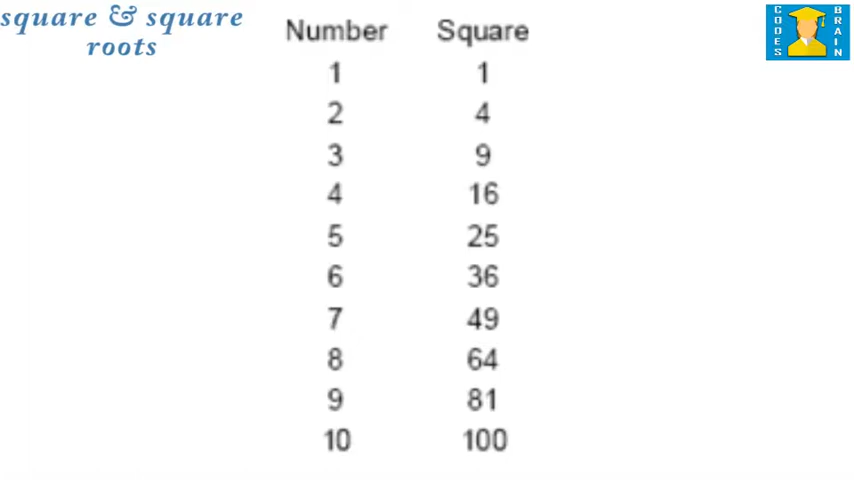 square & square
roots
Number Square
1 1
2 4
3 9
4 16
5 25
6 36
7 49
8 64
9 81
10 100
CODES
BRAIN